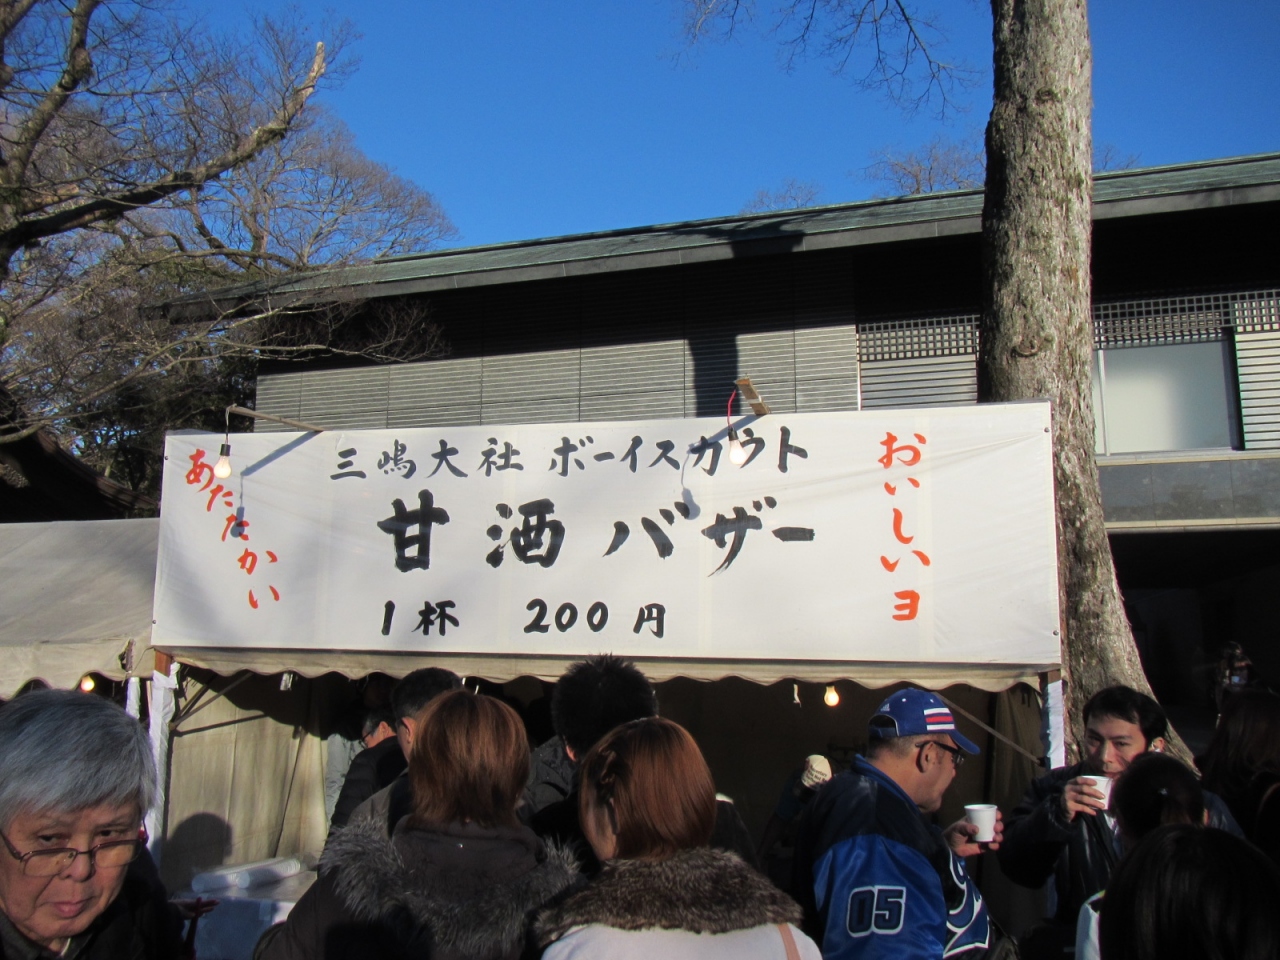 三嶋大社 ボーイスカウト
甘酒バザー
1杯 200円
あたたかい
おいしいヨ
05